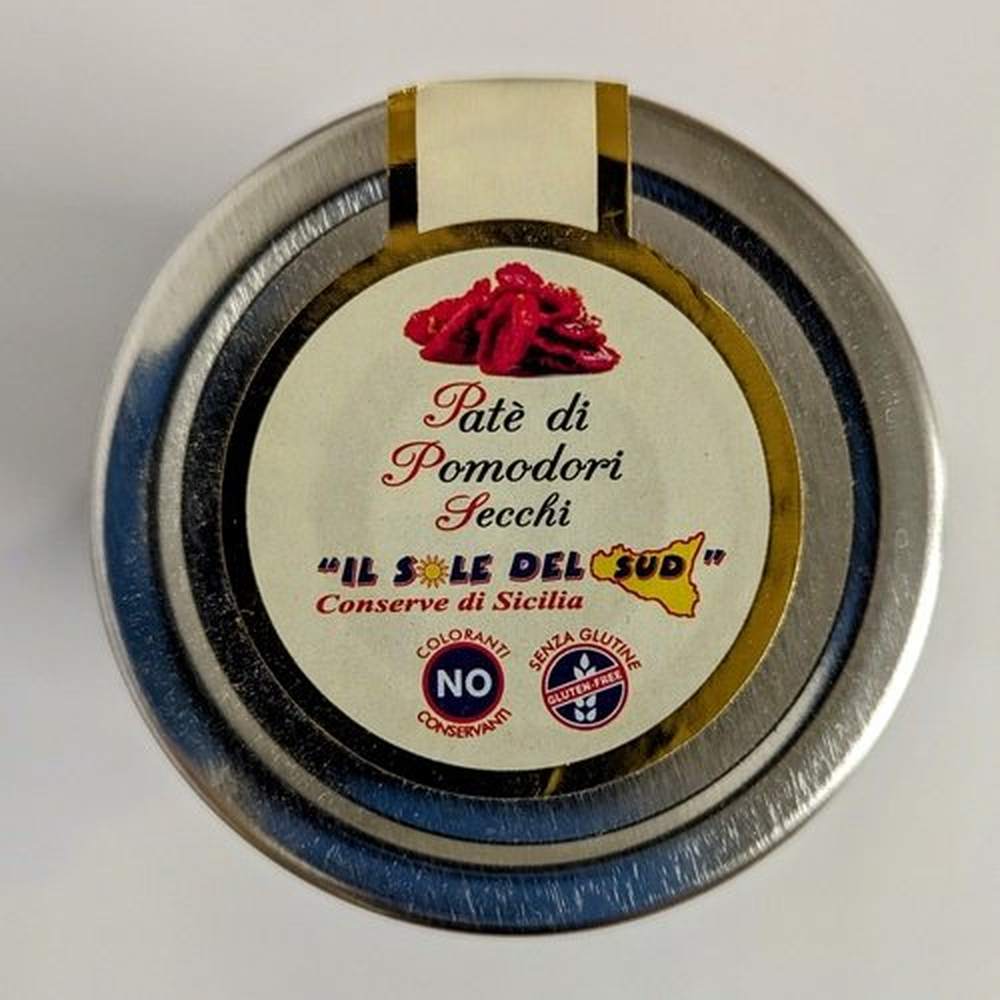 Patè di
Pomodori
Secchi
"IL SOLE DEL SUD"
Conserve di Sicilia
COLORANTI
NO
CONSERVANTI
SENZA GLUTINE
GLUTEN-FREE